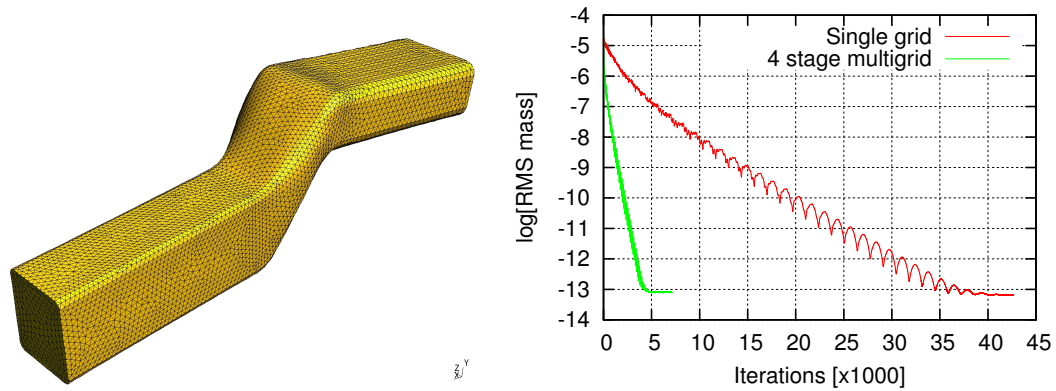 Z Y
X
log[RMS mass]
-4
-5
-6
-7
-8
-9
-10
-11
-12
-13
-14
Single grid
4 stage multigrid
0 5 10 15 20 25 30 35 40 45
Iterations [x1000]